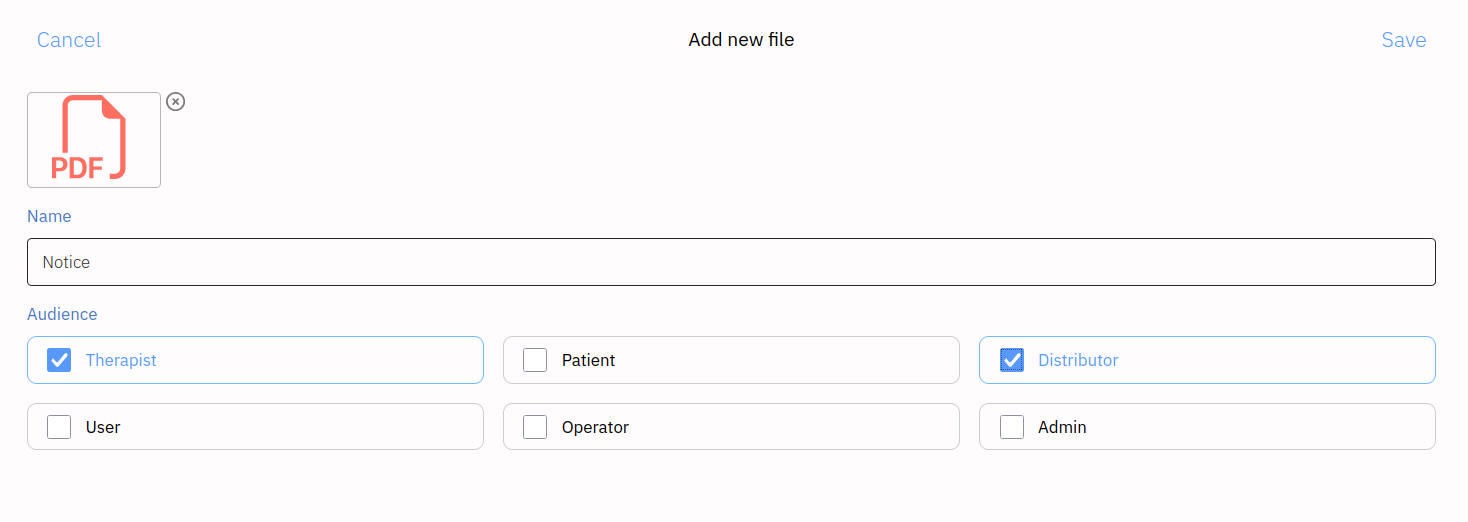 Cancel Add new file Save
PDF
Name
Notice
Audience
Therapist Patient Distributor
User Operator Admin